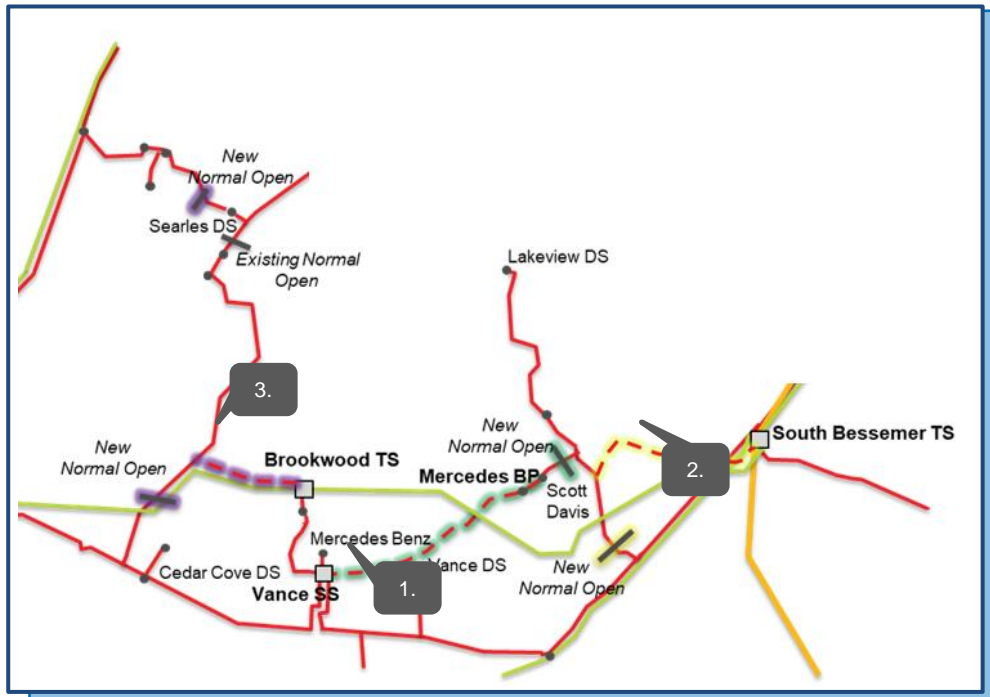 New
Normal Open
Searles DS
Existing Normal
Open
Lakeview DS
3.
New
Normal Open
South Bessemer TS
New
Normal Open
Brookwood TS
Mercedes BP
2.
Scott
Davis
Mercedes Benz
Vance DS
Cedar Cove DS
New
Normal Open
Vance SS
1.